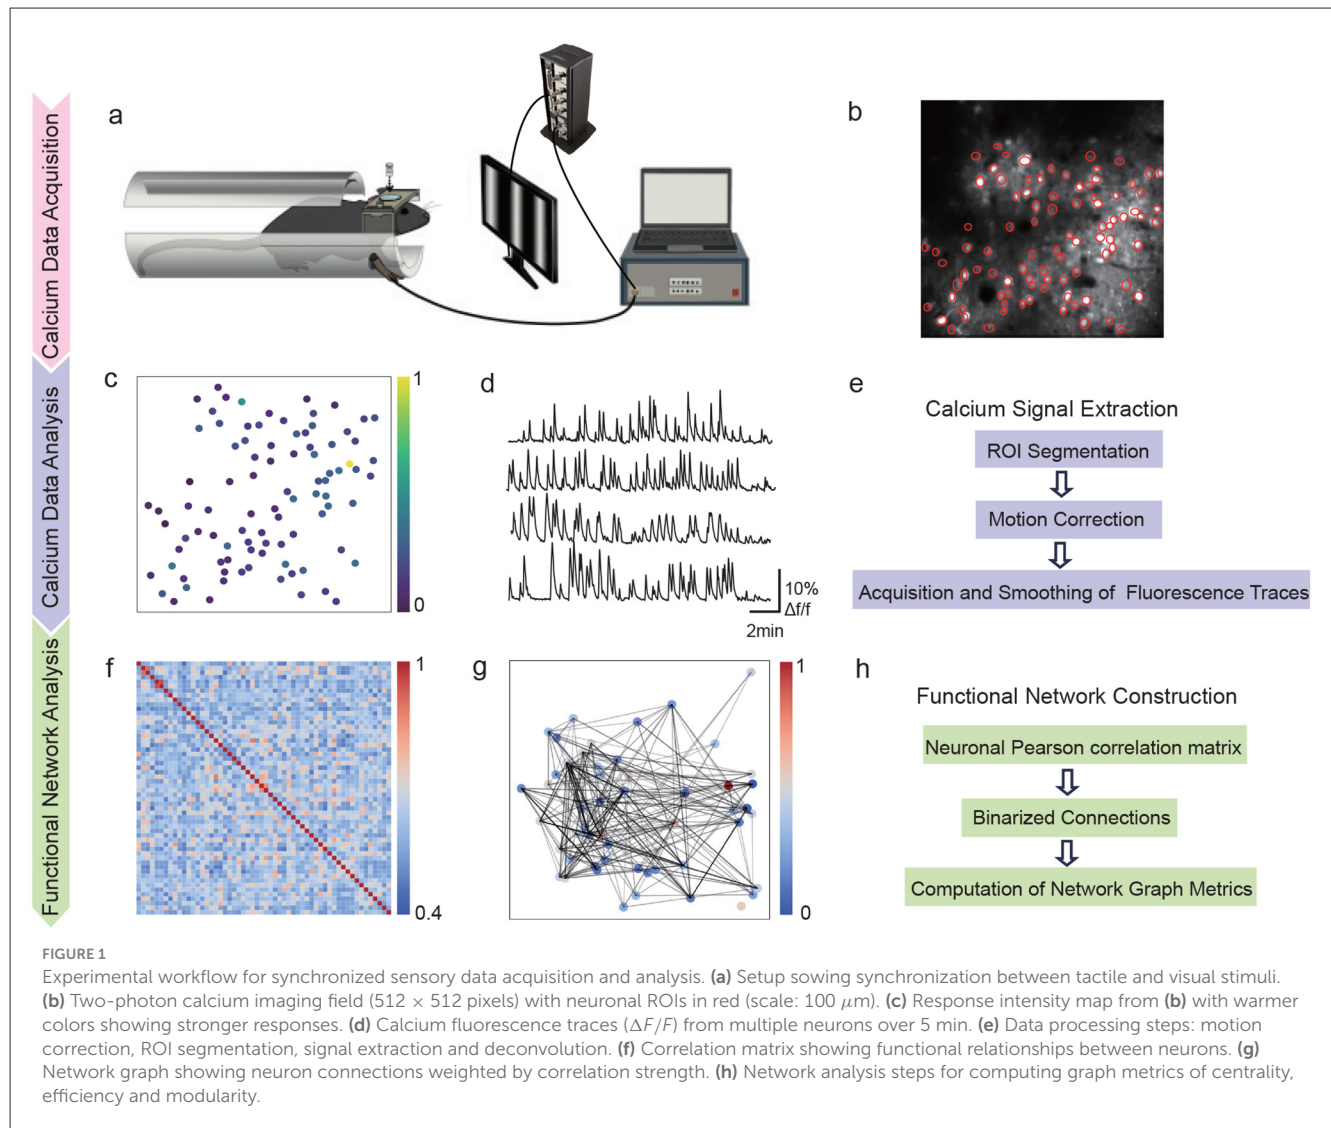 Calcium Data Acquisition
Calcium Data Analysis
Functional Network Analysis
a
b
c
1
0
d
10%
Δf/f
2min
e
Calcium Signal Extraction
ROI Segmentation
Motion Correction
Acquisition and Smoothing of Fluorescence Traces
f
1
0.4
g
1
0
h
Functional Network Construction
Neuronal Pearson correlation matrix
Binarized Connections
Computation of Network Graph Metrics
FIGURE 1
Experimental workflow for synchronized sensory data acquisition and analysis. (a) Setup sowing synchronization between tactile and visual stimuli.
(b) Two-photon calcium imaging field (512 × 512 pixels) with neuronal ROIs in red (scale: 100 μm). (c) Response intensity map from (b) with warmer
colors showing stronger responses. (d) Calcium fluorescence traces (ΔF/F) from multiple neurons over 5 min. (e) Data processing steps: motion
correction, ROI segmentation, signal extraction and deconvolution. (f) Correlation matrix showing functional relationships between neurons. (g)
Network graph showing neuron connections weighted by correlation strength. (h) Network analysis steps for computing graph metrics of centrality,
efficiency and modularity.